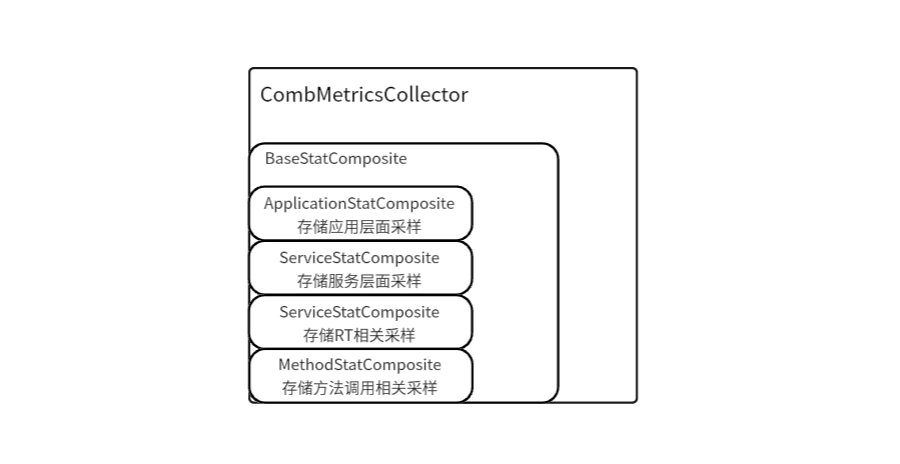 CombMetricsCollector
BaseStatComposite
ApplicationStatComposite
存储应用层面采样
ServiceStatComposite
存储服务层面采样
ServiceStatComposite
存储RT相关采样
MethodStatComposite
存储方法调用相关采样